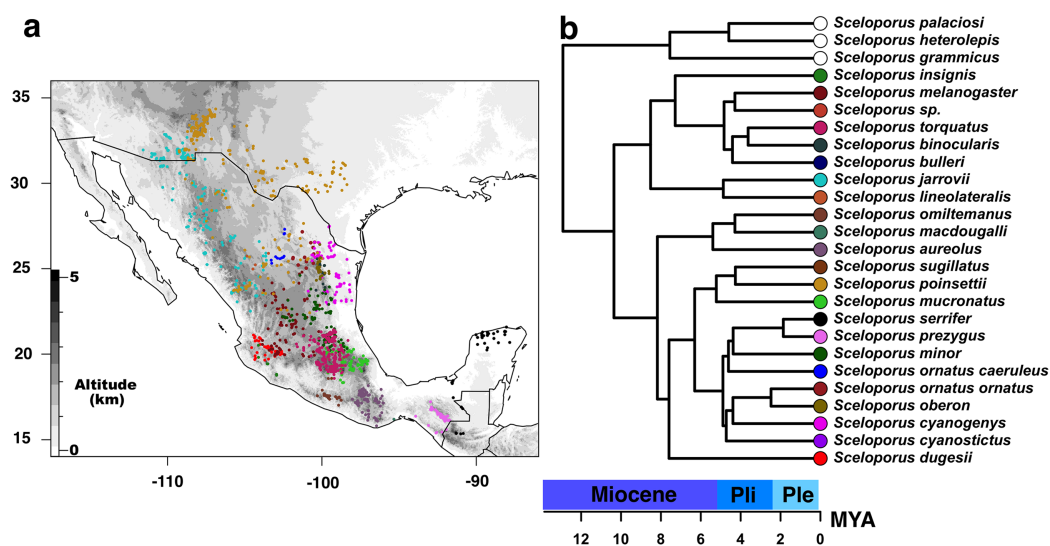 a
35
30
25
20
15
5
Altitude
(km)
0
-110
-100
-90
b
Sceloporus palaciosi
Sceloporus heterolepis
Sceloporus grammicus
Sceloporus insignis
Sceloporus melanogaster
Sceloporus sp.
Sceloporus torquatus
Sceloporus binocularis
Sceloporus bulleri
Sceloporus jarrovii
Sceloporus lineolateralis
Sceloporus omiltemanus
Sceloporus macdougalli
Sceloporus aureolus
Sceloporus sugillatus
Sceloporus poinsettii
Sceloporus mucronatus
Sceloporus serrifer
Sceloporus prezygus
Sceloporus minor
Sceloporus ornatus caeruleus
Sceloporus ornatus ornatus
Sceloporus oberon
Sceloporus cyanogenys
Sceloporus cyanostictus
Sceloporus dugesii
Miocene Pli Ple
MYA
12 10 8 6 4 2 0